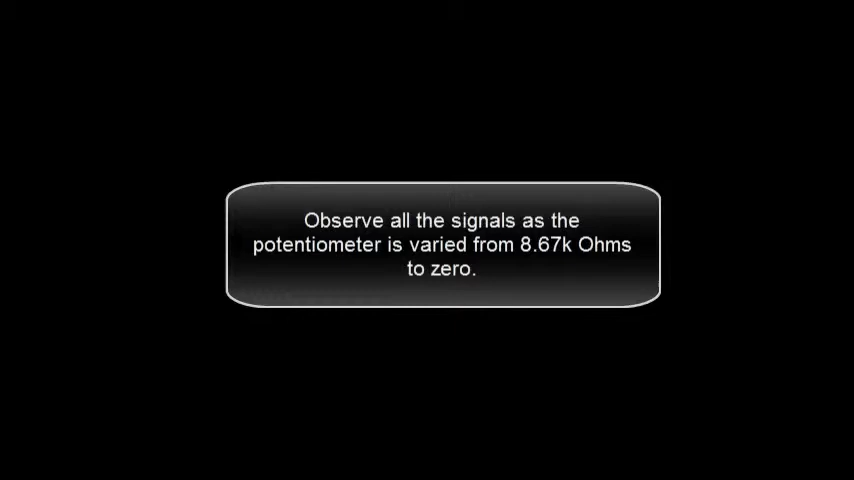 Observe all the signals as the
potentiometer is varied from 8.67k Ohms
to zero.